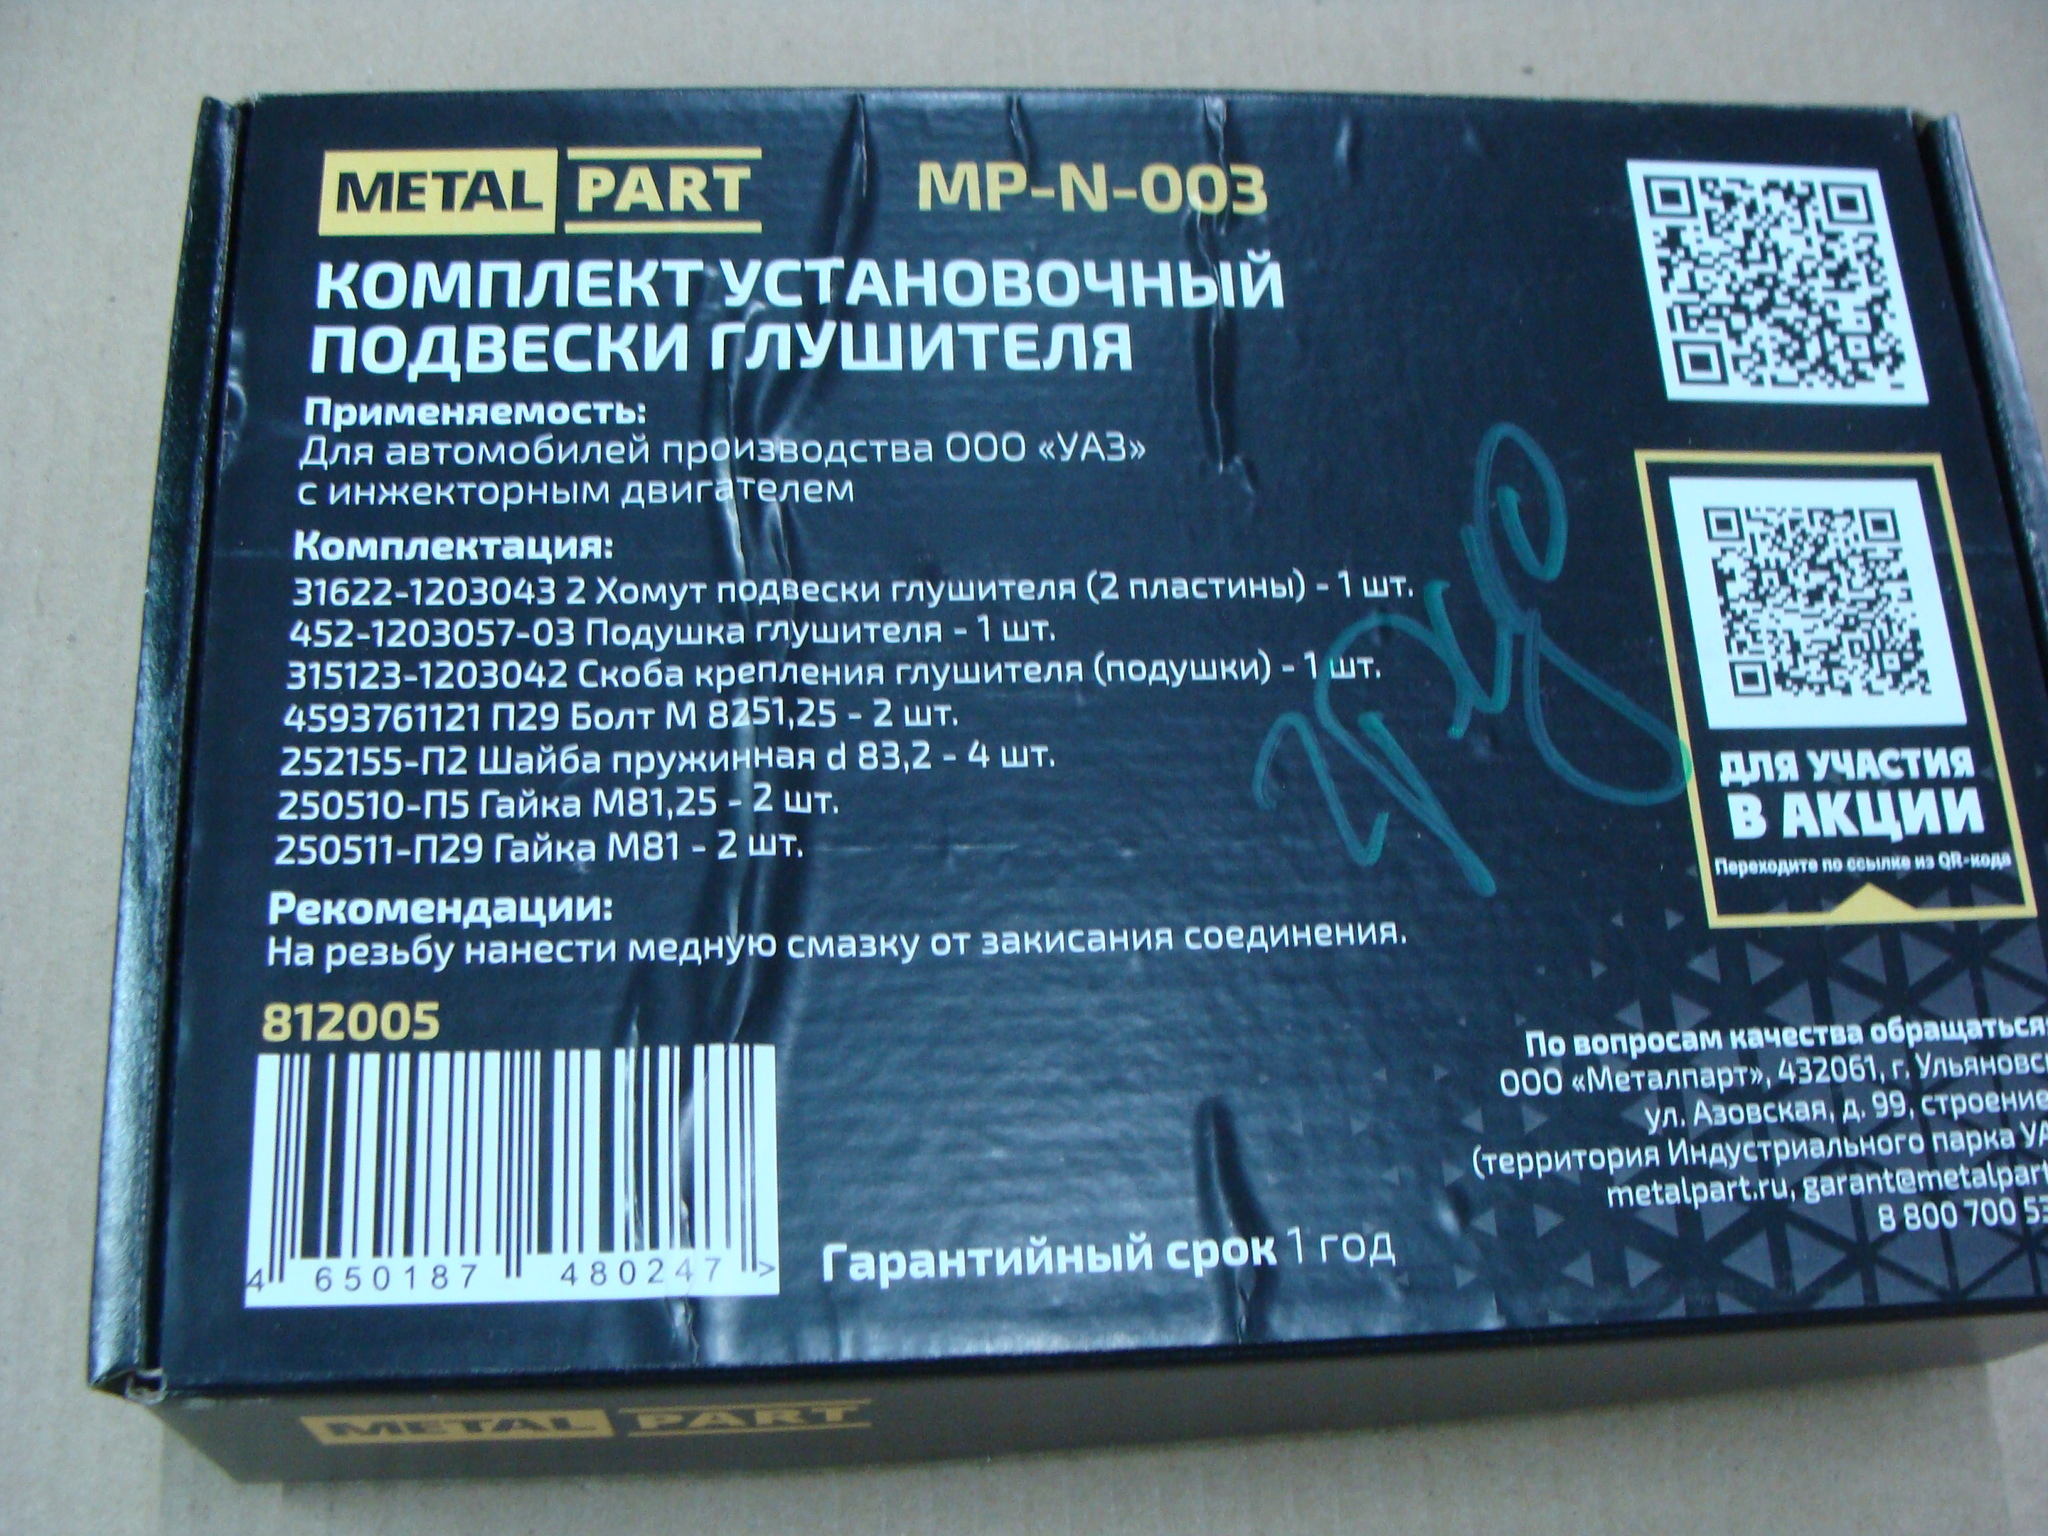 METAL PART MP-N-003
КОМПЛЕКТ УСТАНОВОЧНЫЙ
ПОДВЕСКИ ГЛУШИТЕЛЯ
Применяемость:
Для автомобилей производства ООО «УАЗ»
с инжекторным двигателем
Комплектация:
31622-1203043 2 Хомут подвески глушителя (2 пластины) - 1 шт.
452-1203057-03 Подушка глушителя - 1 шт.
315123-1203042 Скоба крепления глушителя (подушки) - 1 шт.
4593761121 П29 Болт М 8251,25 - 2 шт.
252155-П2 Шайба пружинная d 83,2 - 4 шт.
250510-П5 Гайка М81,25 - 2 шт.
250511-П29 Гайка М81 - 2 шт.
Рекомендации:
На резьбу нанести медную смазку от закисания соединения.
812005
4 650187 480247 >
Гарантийный срок 1 год
ДЛЯ УЧАСТИЯ
В АКЦИИ
Переходите по ссылке из QR-кода
По вопросам качества обращаться
ООО «Металпарт», 432061, г. Ульяновс
ул. Азовская, д. 99, строение
(территория Индустриального парка УА
metalpart.ru, garant@metalpart
8 800 700 53
METAL PART